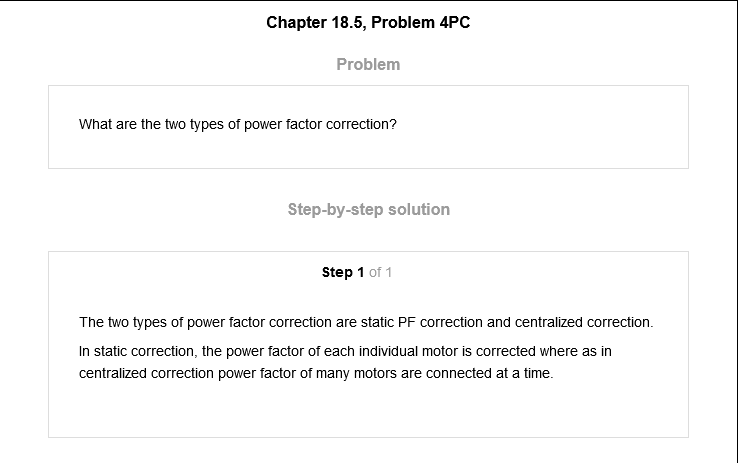 Chapter 18.5, Problem 4PC
Problem
What are the two types of power factor correction?
Step-by-step solution
Step 1 of 1
The two types of power factor correction are static PF correction and centralized correction.
In static correction, the power factor of each individual motor is corrected where as in
centralized correction power factor of many motors are connected at a time.